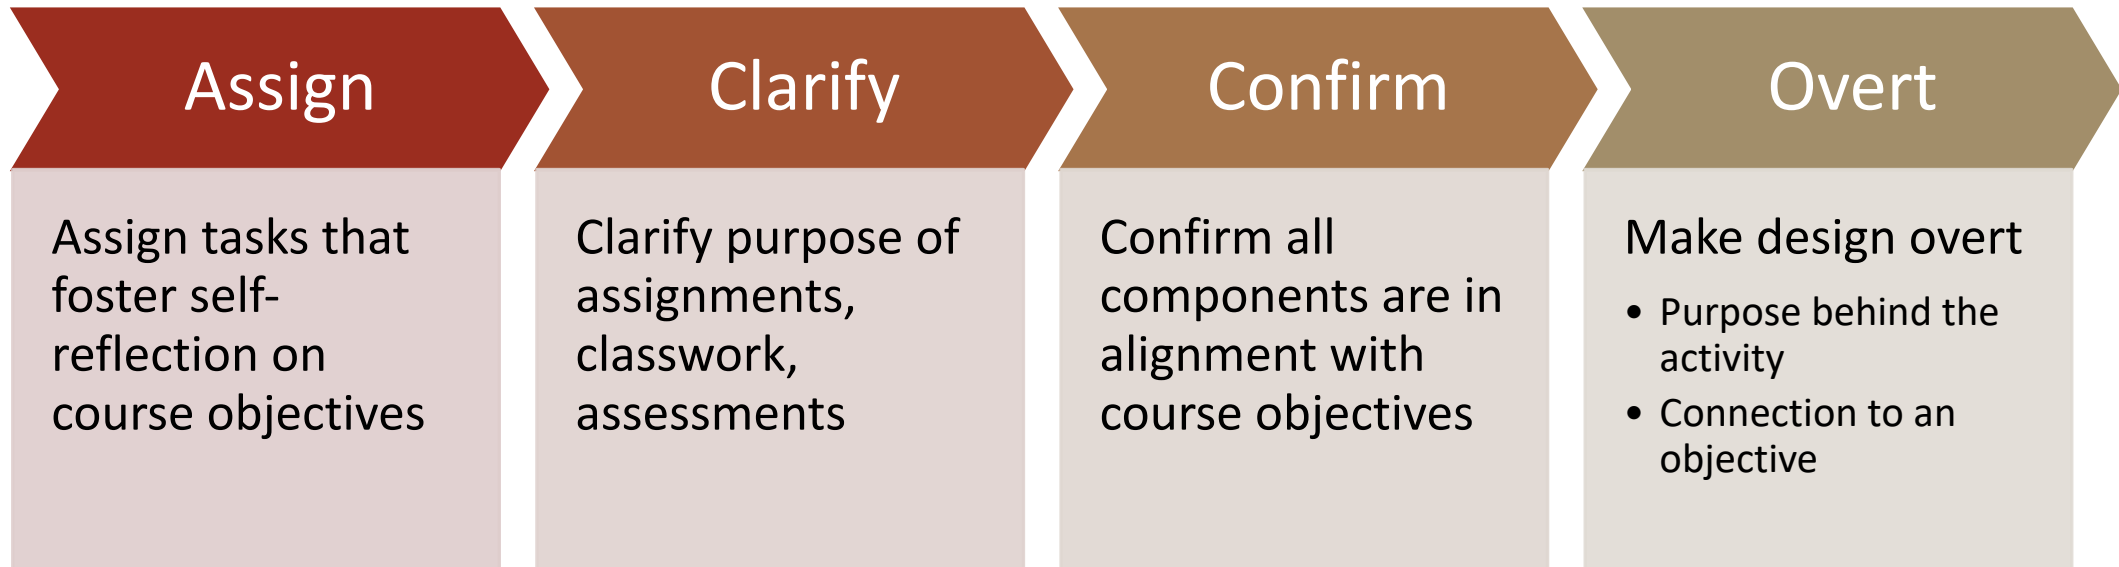 Assign
Assign tasks that
foster self-
reflection on
course objectives
Clarify
Clarify purpose of
assignments,
classwork,
assessments
Confirm
Confirm all
components are in
alignment with
course objectives
Overt
Make design overt
• Purpose behind the
activity
• Connection to an
objective